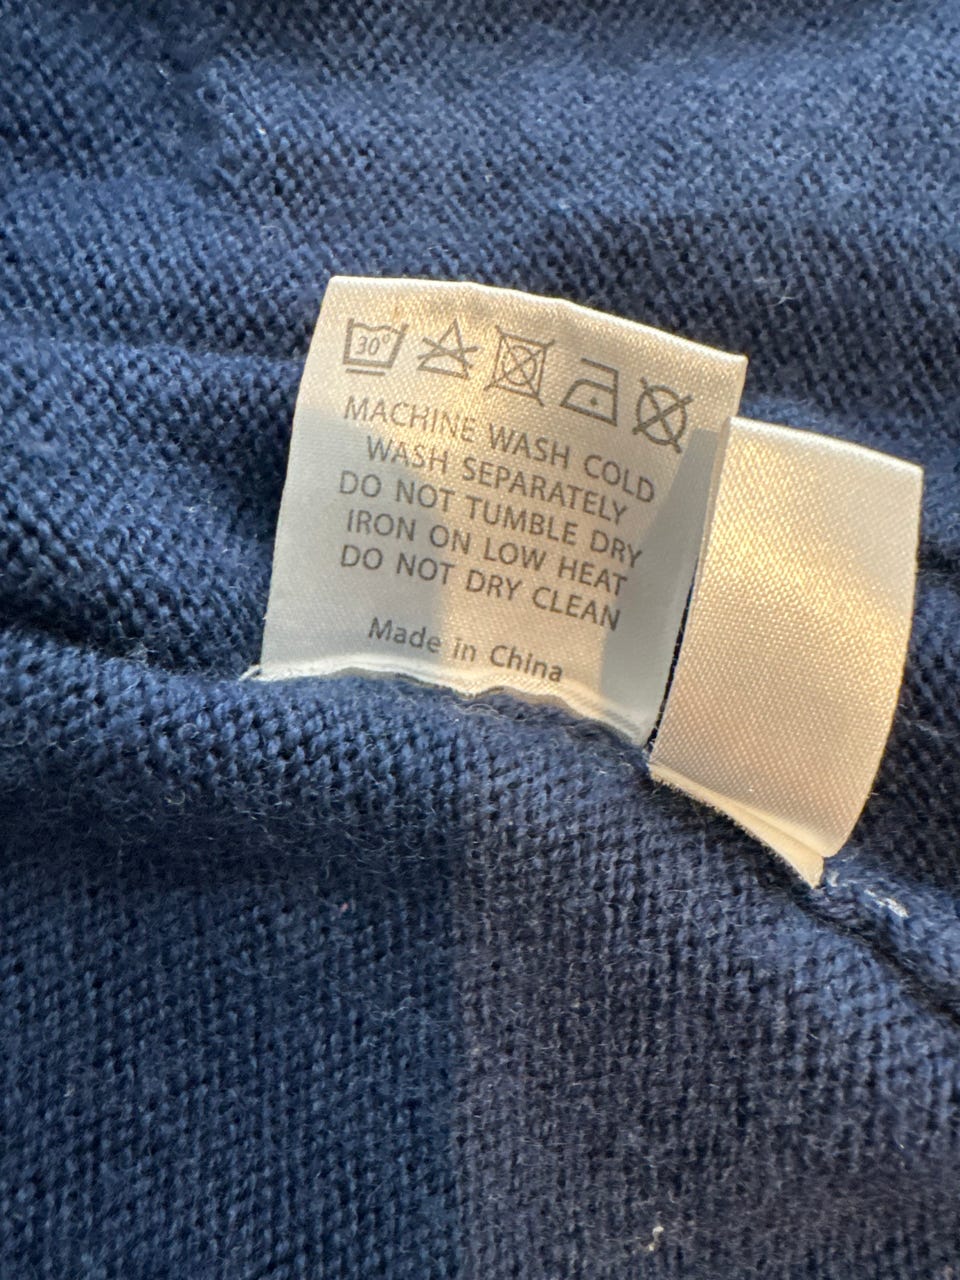 30°
MACHINE WASH COLD
WASH SEPARATELY
DO NOT TUMBLE DRY
IRON ON LOW HEAT
DO NOT DRY CLEAN
Made in China